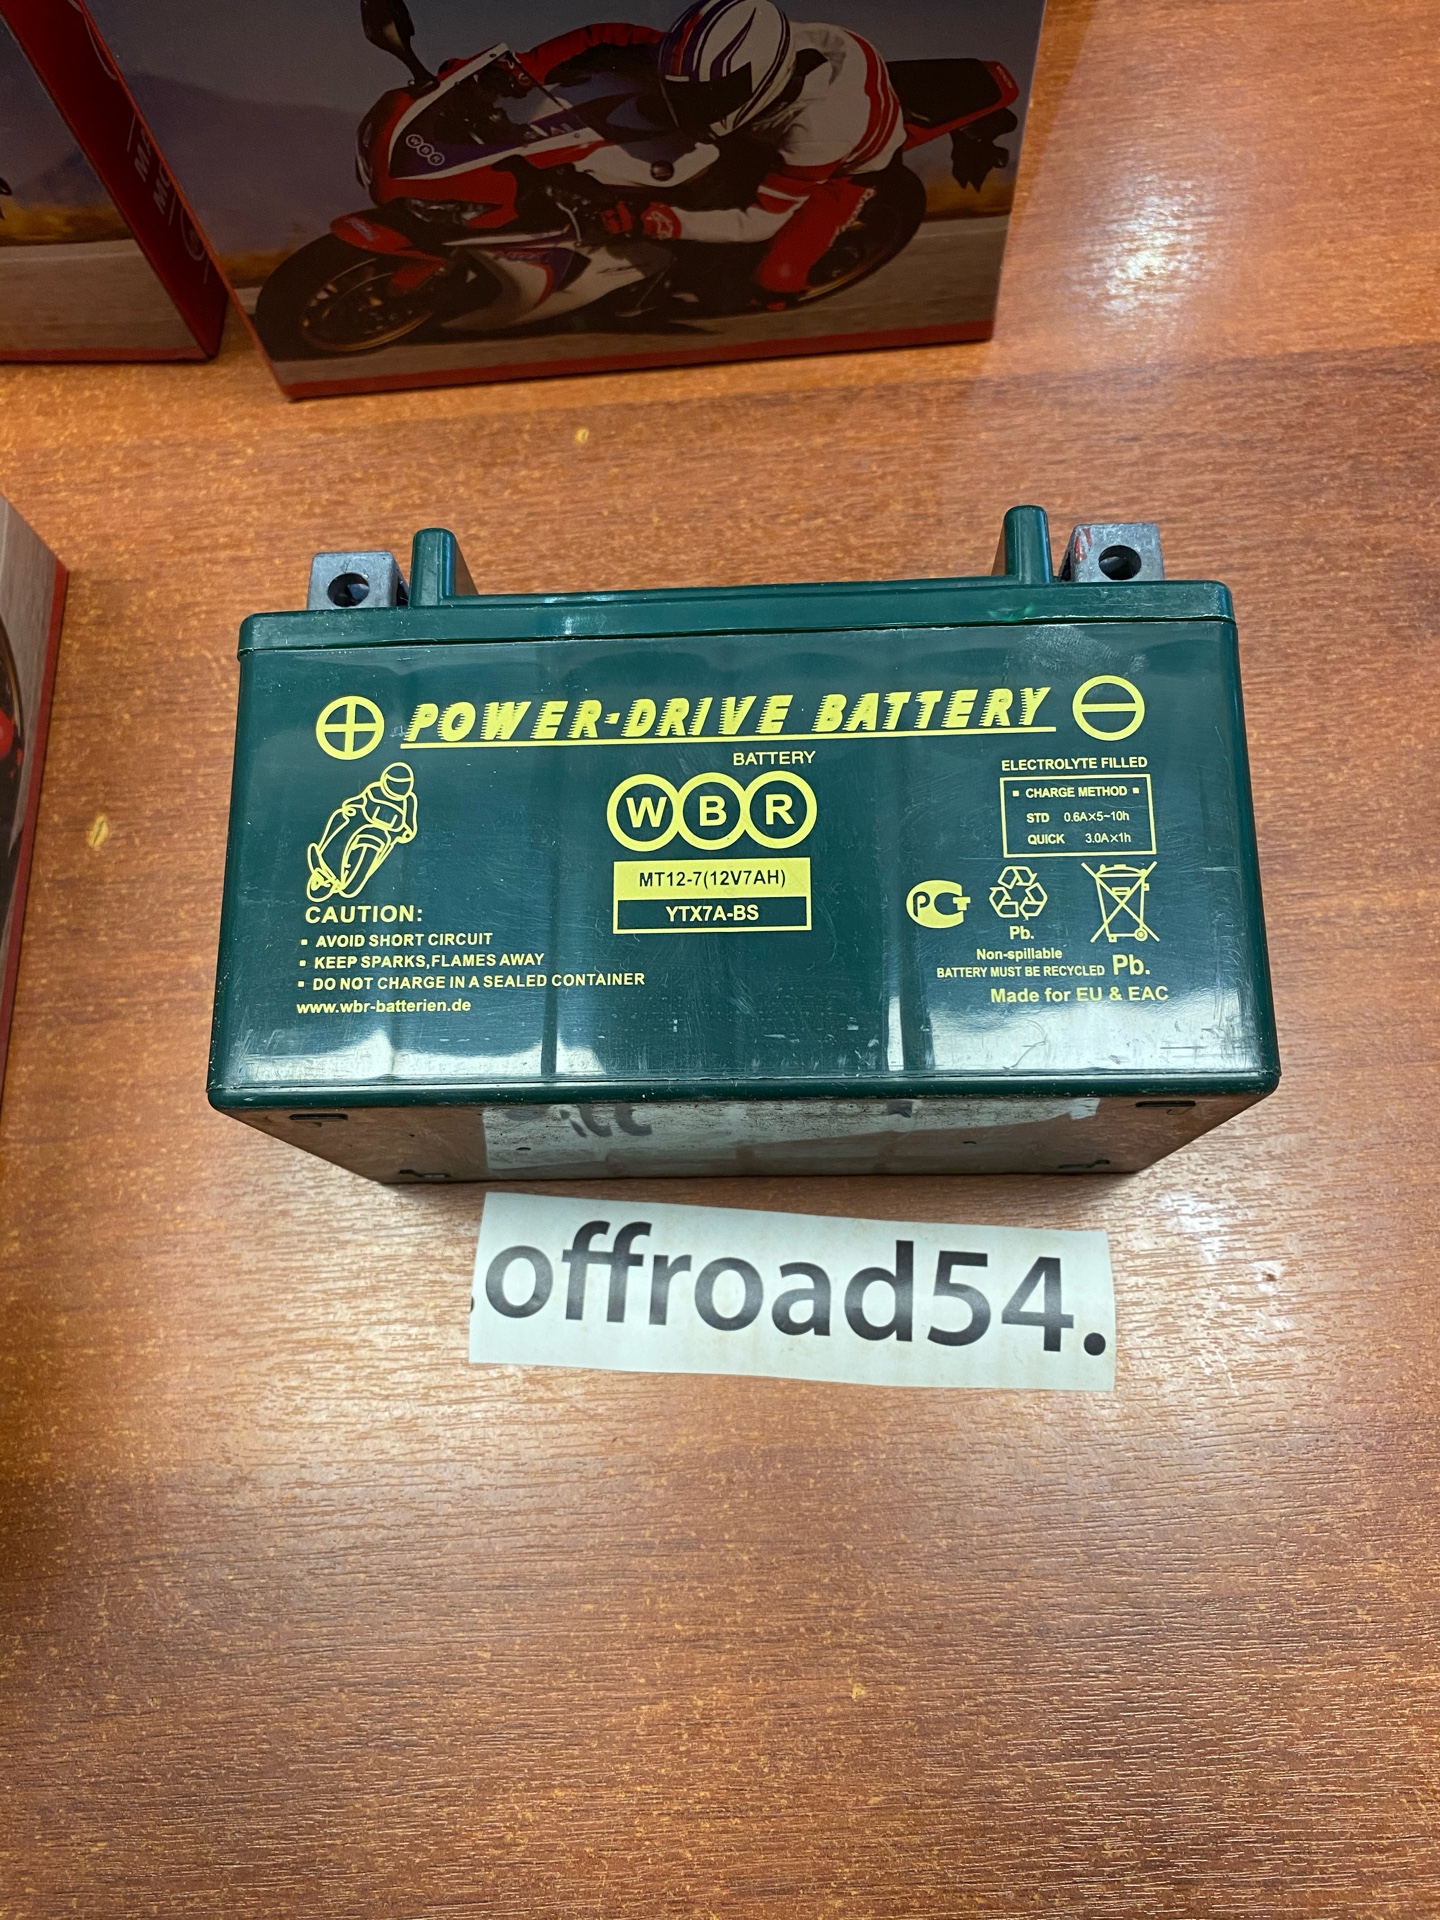 WBR
POWER-DRIVE BATTERY
BATTERY
WBR
MT12-7(12V7AH)
YTX7A-BS
ELECTROLYTE FILLED
▪ CHARGE METHOD ▪
STD 0.6A×5~10h
QUICK 3.0A×1h
CAUTION:
▪ AVOID SHORT CIRCUIT
▪ KEEP SPARKS,FLAMES AWAY
▪ DO NOT CHARGE IN A SEALED CONTAINER
www.wbr-batterien.de
PCT
Pb.
Non-spillable
BATTERY MUST BE RECYCLED Pb.
Made for EU & EAC
.offroad54.